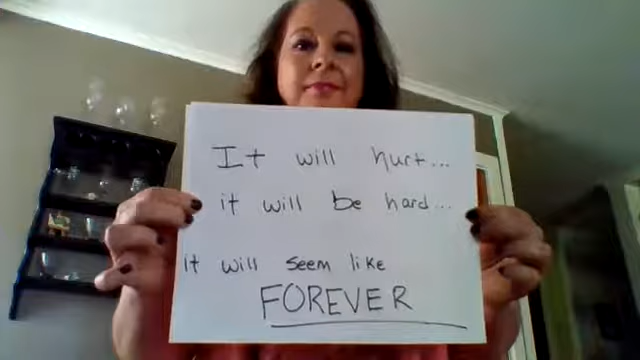 It will hurt...
it will be hard...
it will seem like
FOREVER